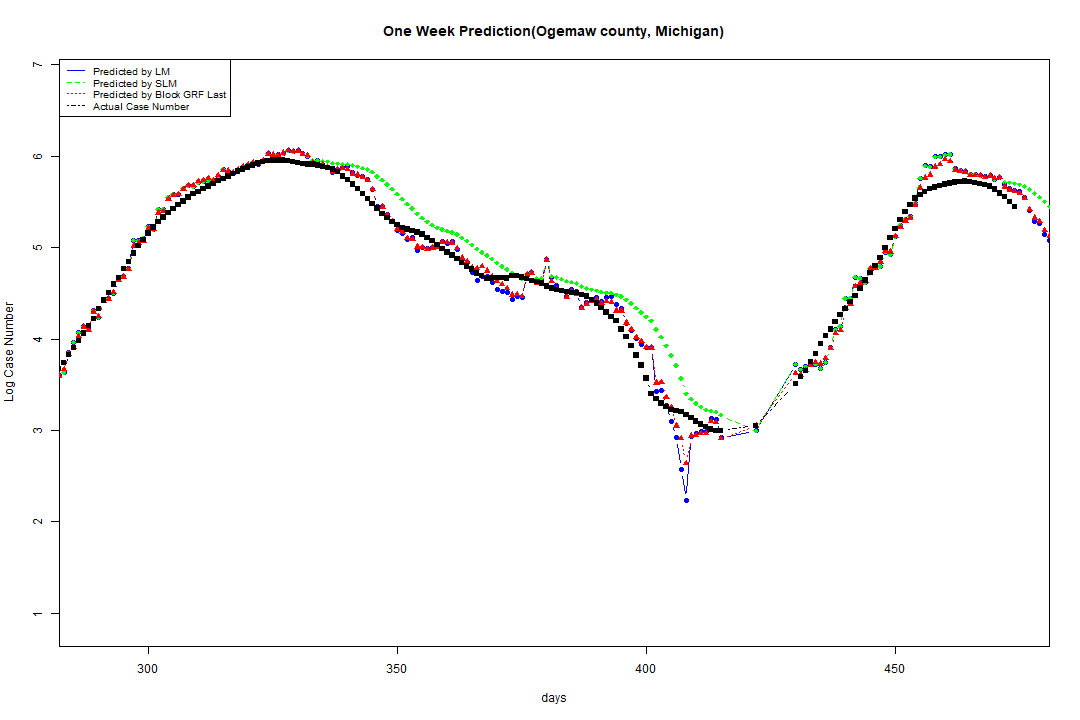 One Week Prediction(Ogemaw county, Michigan)
Predicted by LM
Predicted by SLM
Predicted by Block GRF Last
Actual Case Number
Log Case Number
7
6
5
4
3
2
1
300
350
400
450
days